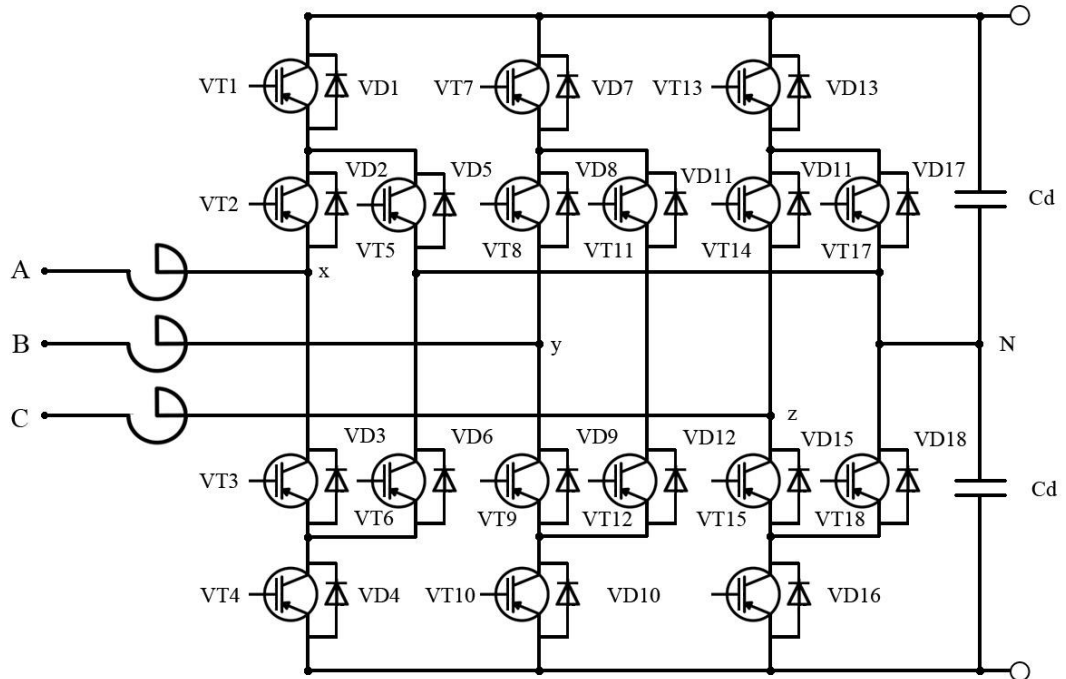 VT1 VD1 VT7 VD7 VT13 VD13
VD2 VD5 VD8 VD11 VD11 VD17
VT2 Cd
VT5 VT8 VT11 VT14 VT17
A x
B y N
C z
VD3 VD6 VD9 VD12 VD15 VD18
VT3 Cd
VT6 VT9 VT12 VT15 VT18
VT4 VD4 VT10 VD10 VD16